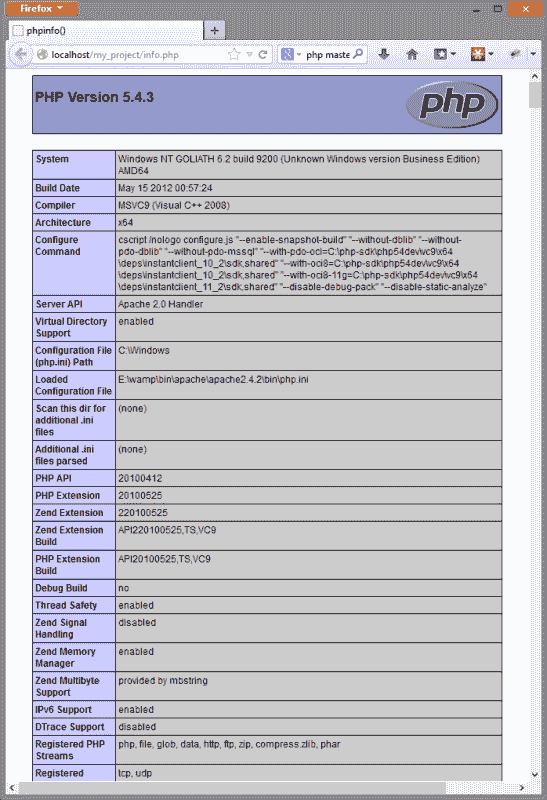 Firefox
phpinfo()
localhost/my_project/info.php
php maste
PHP Version 5.4.3
php
System
Windows NT GOLIATH 6.2 build 9200 (Unknown Windows version Business Edition)
AMD64
Build Date
May 15 2012 00:57:24
Compiler
MSVC9 (Visual C++ 2008)
Architecture
x64
Configure
Command
cscript /nologo configure.js "--enable-snapshot-build" "--without-dblib" "--without-
pdo-dblib" "--without-pdo-mssql" "--with-pdo-oci=C:\php-sdk\php54dev\vc9\x64
\deps\instantclient_10_2\sdk,shared" "--with-oci8=C:\php-sdk\php54dev\vc9\x64
\deps\instantclient_10_2\sdk,shared" "--with-oci8-11g=C:\php-sdk\php54dev\vc9\x64
\deps\instantclient_11_2\sdk,shared" "--disable-debug-pack" "--disable-static-analyze"
Server API
Apache 2.0 Handler
Virtual Directory
Support
enabled
Configuration File
(php.ini) Path
C:\Windows
Loaded
Configuration File
E:\wamp\bin\apache\apache2.4.2\bin\php.ini
Scan this dir for
additional .ini
files
(none)
Additional .ini
files parsed
(none)
PHP API
20100412
PHP Extension
20100525
Zend Extension
220100525
Zend Extension
Build
API220100525,TS,VC9
PHP Extension
Build
API20100525,TS,VC9
Debug Build
no
Thread Safety
enabled
Zend Signal
Handling
disabled
Zend Memory
Manager
enabled
Zend Multibyte
Support
provided by mbstring
IPv6 Support
enabled
DTrace Support
disabled
Registered PHP
Streams
php, file, glob, data, http, ftp, zip, compress.zlib, phar
Registered
tcp, udp